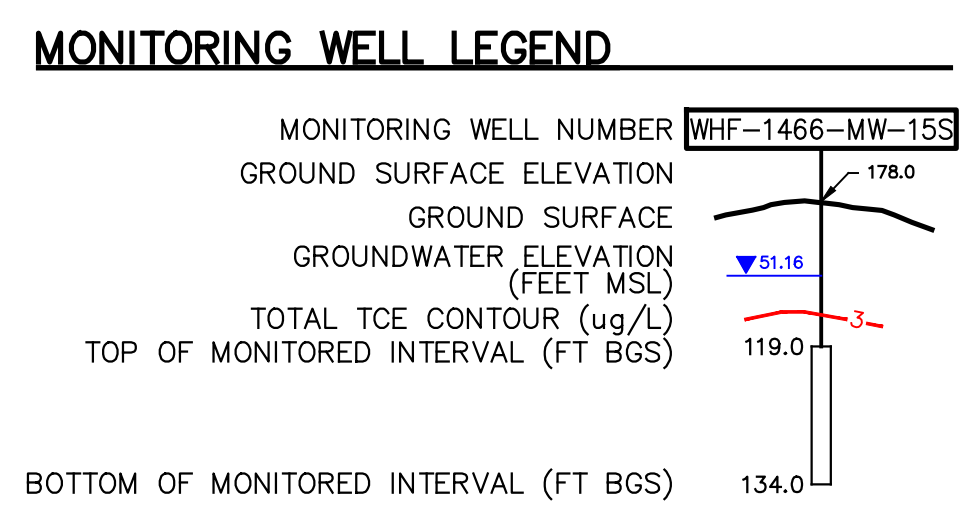 MONITORING WELL LEGEND
MONITORING WELL NUMBER WHF-1466-MW-15S
GROUND SURFACE ELEVATION 178.0
GROUND SURFACE
GROUNDWATER ELEVATION
(FEET MSL) 51.16
TOTAL TCE CONTOUR (ug/L) 3
TOP OF MONITORED INTERVAL (FT BGS) 119.0
BOTTOM OF MONITORED INTERVAL (FT BGS) 134.0